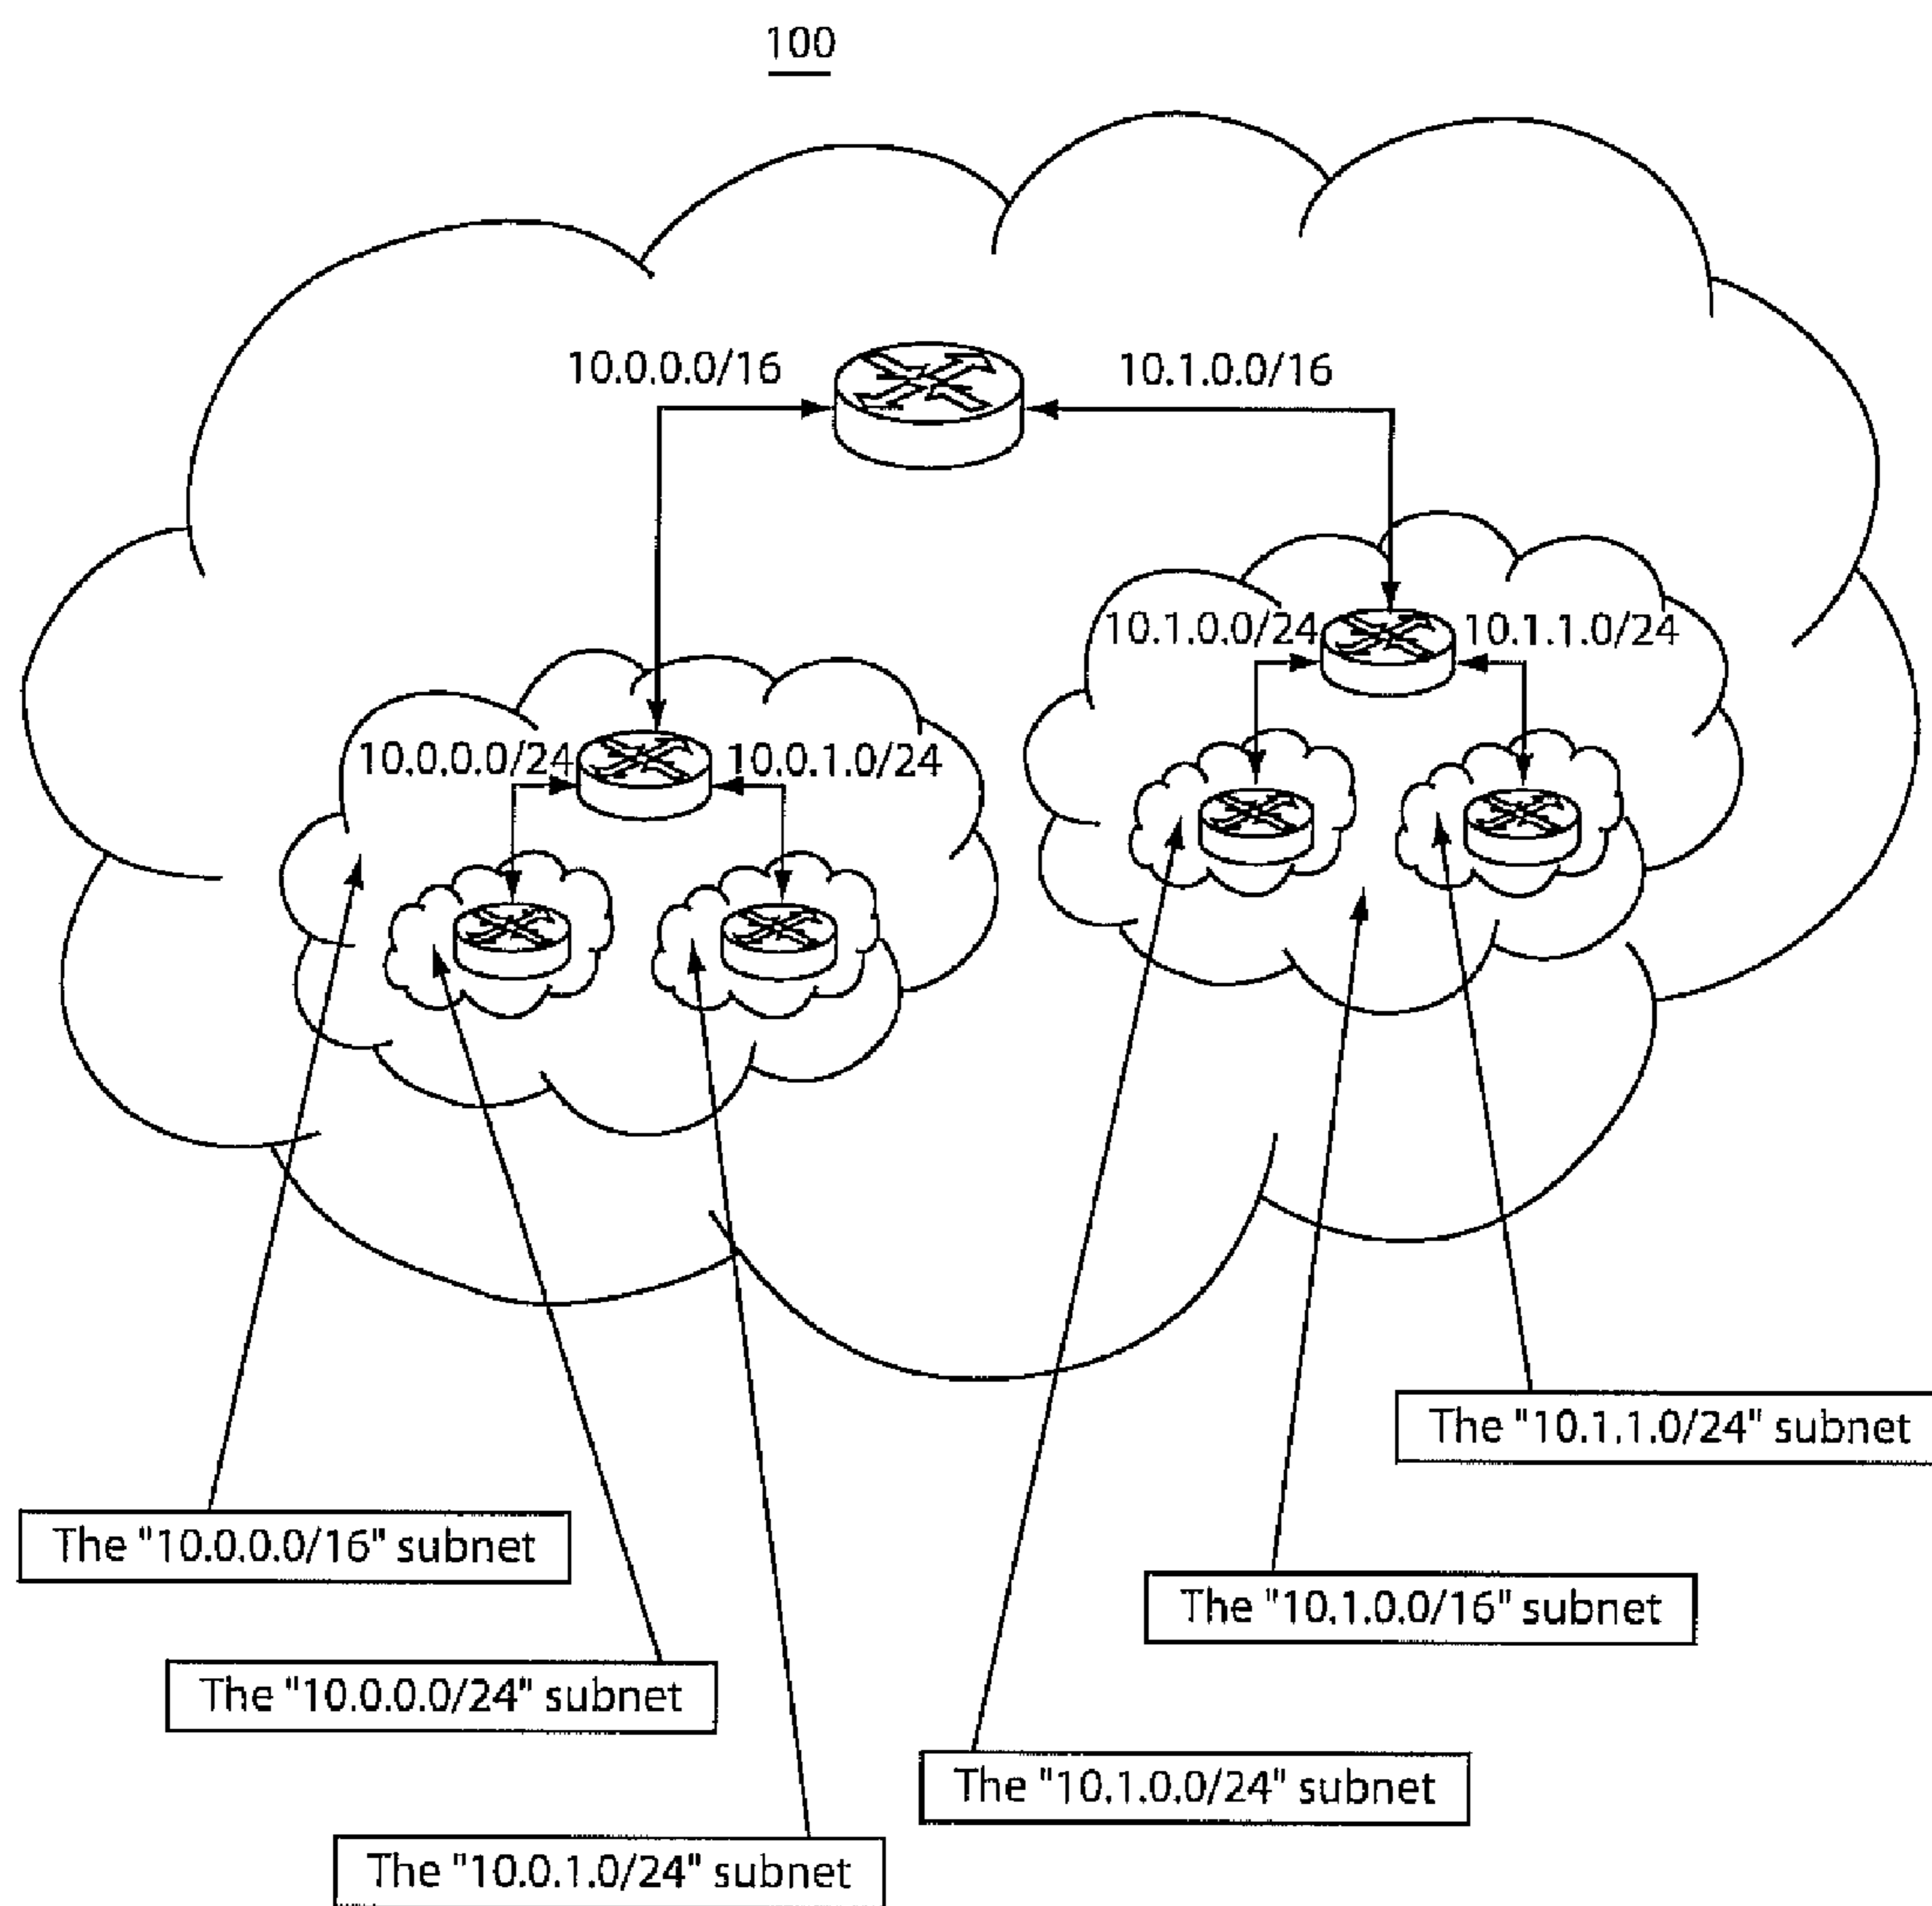 100
10.0.0.0/16
10.1.0.0/16
10.1.0.0/24
10.1.1.0/24
10.0.0.0/24
10.0.1.0/24
The "10.1.1.0/24" subnet
The "10.0.0.0/16" subnet
The "10.1.0.0/16" subnet
The "10.0.0.0/24" subnet
The "10.1.0.0/24" subnet
The "10.0.1.0/24" subnet